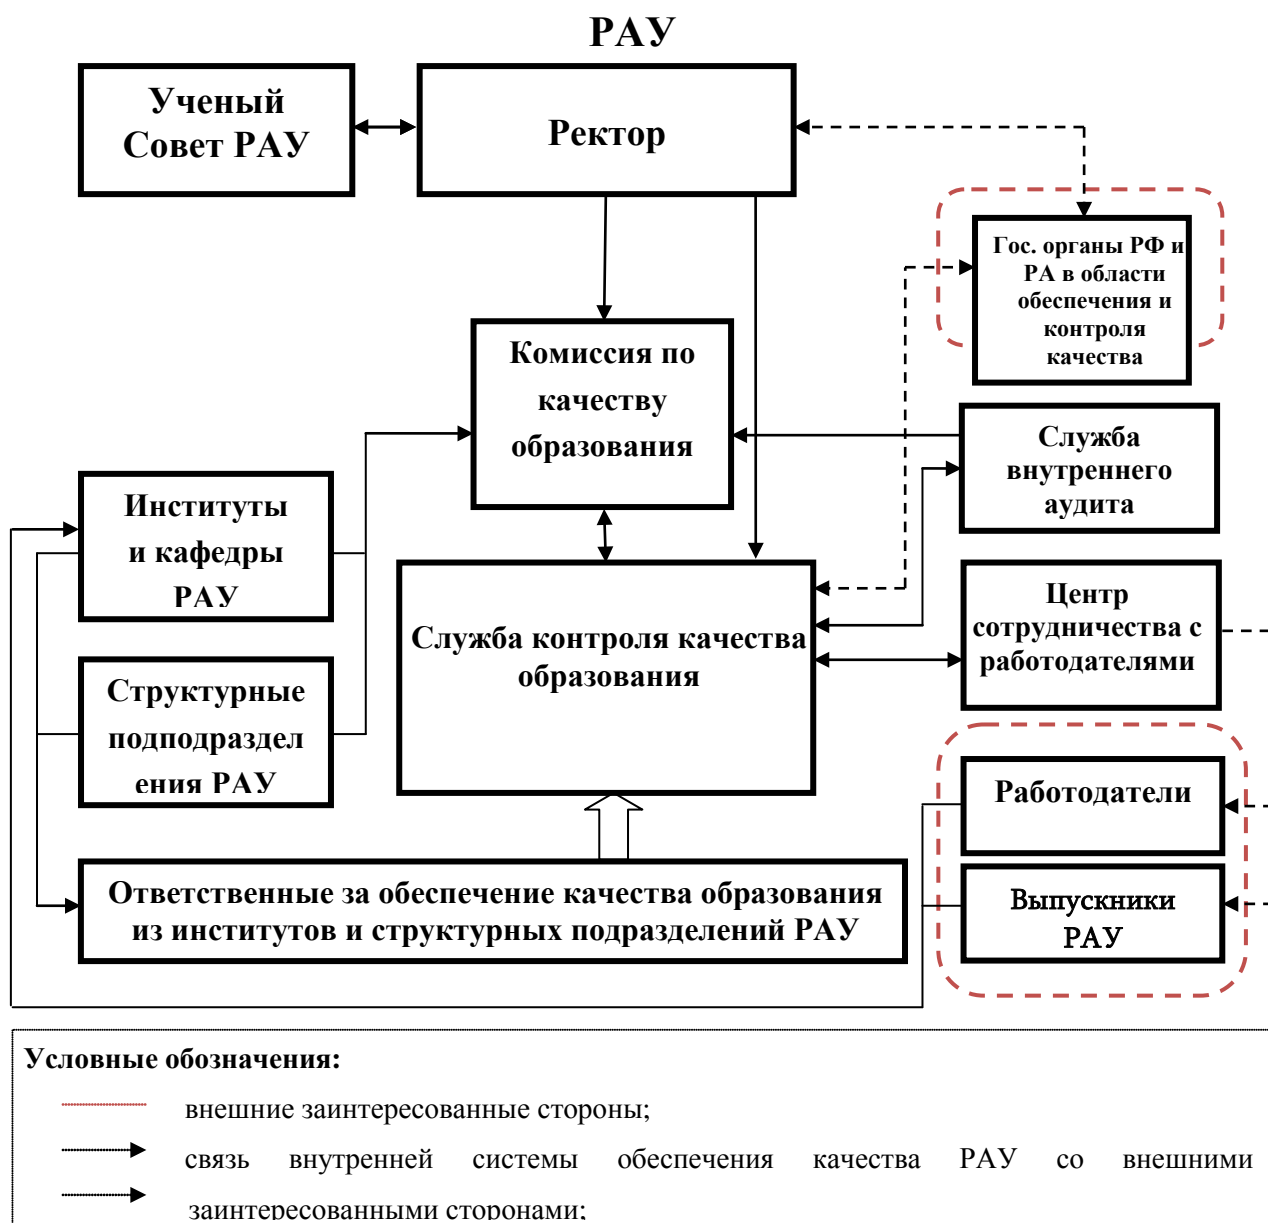 РАУ
Ученый
Совет РАУ
Ректор
Гос. органы РФ и
РА в области
обеспечения и
контроля
качества
Комиссия по
качеству
образования
Служба
внутреннего
аудита
Институты
и кафедры
РАУ
Служба контроля качества
образования
Центр
сотрудничества с
работодателями
Структурные
подподраздел
ения РАУ
Работодатели
Ответственные за обеспечение качества образования
из институтов и структурных подразделений РАУ
Выпускники
РАУ
Условные обозначения:
внешние заинтересованные стороны;
связь внутренней системы обеспечения качества РАУ со внешними
заинтересованными сторонами;